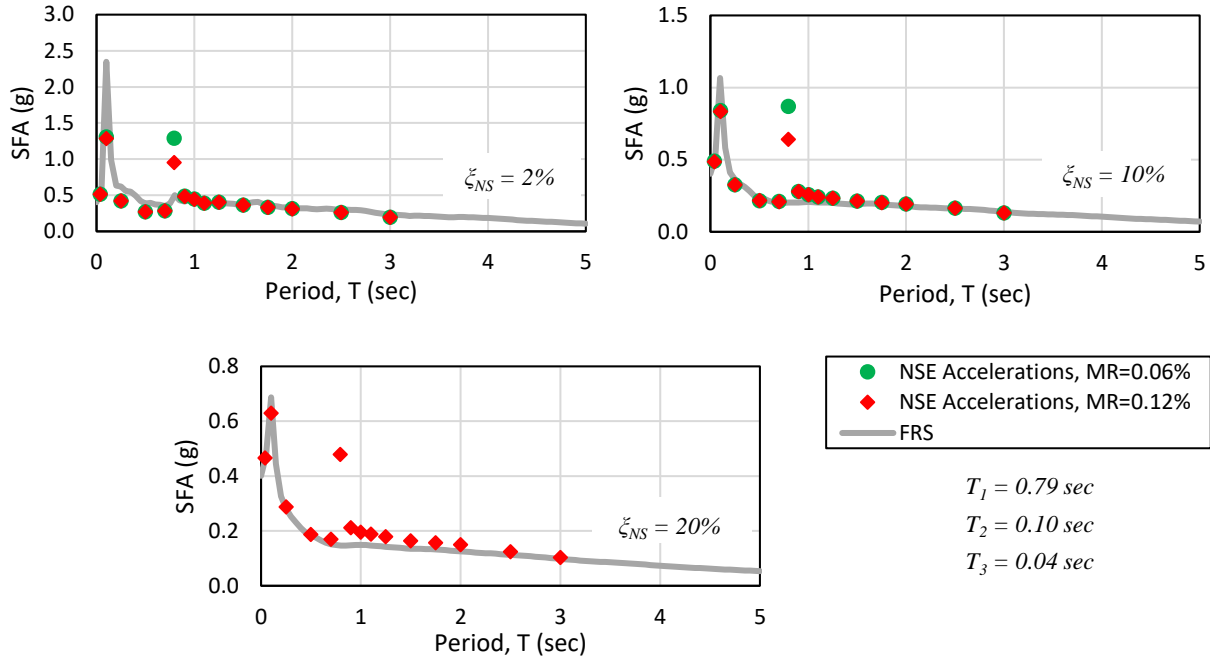 3.0
2.5
2.0
1.5
1.0
0.5
0.0
SFA (g)
ξNS = 2%
0 1 2 3 4 5
Period, T (sec)
1.5
1.0
0.5
0.0
SFA (g)
ξNS = 10%
0 1 2 3 4 5
Period, T (sec)
0.8
0.6
0.4
0.2
0.0
SFA (g)
ξNS = 20%
0 1 2 3 4 5
Period, T (sec)
NSE Accelerations, MR=0.06%
NSE Accelerations, MR=0.12%
FRS
T1 = 0.79 sec
T2 = 0.10 sec
T3 = 0.04 sec